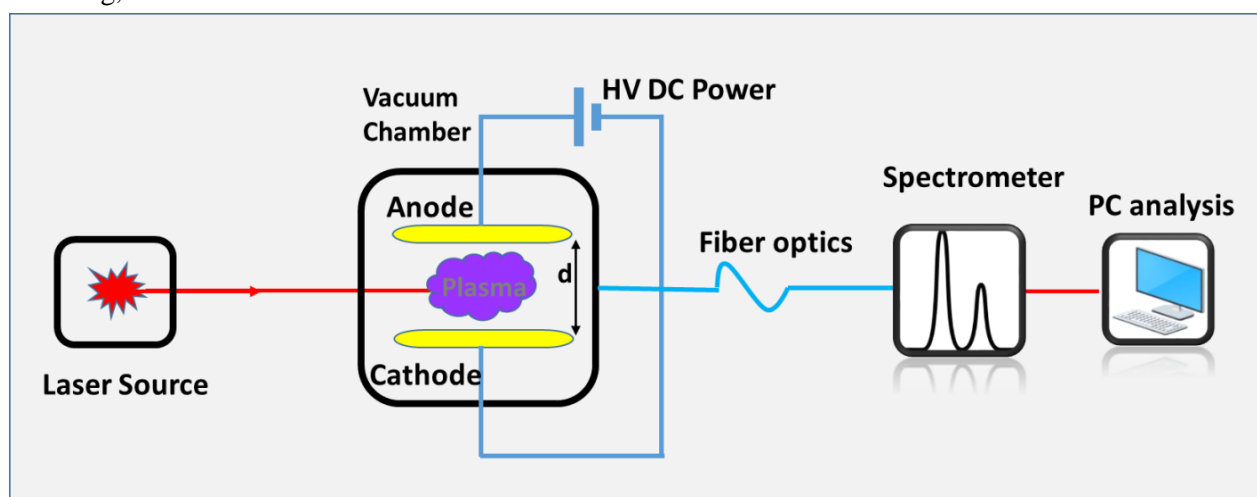 HV DC Power
Vacuum
Chamber
Spectrometer
PC analysis
Anode
Fiber optics
Plasma
d
Cathode
Laser Source